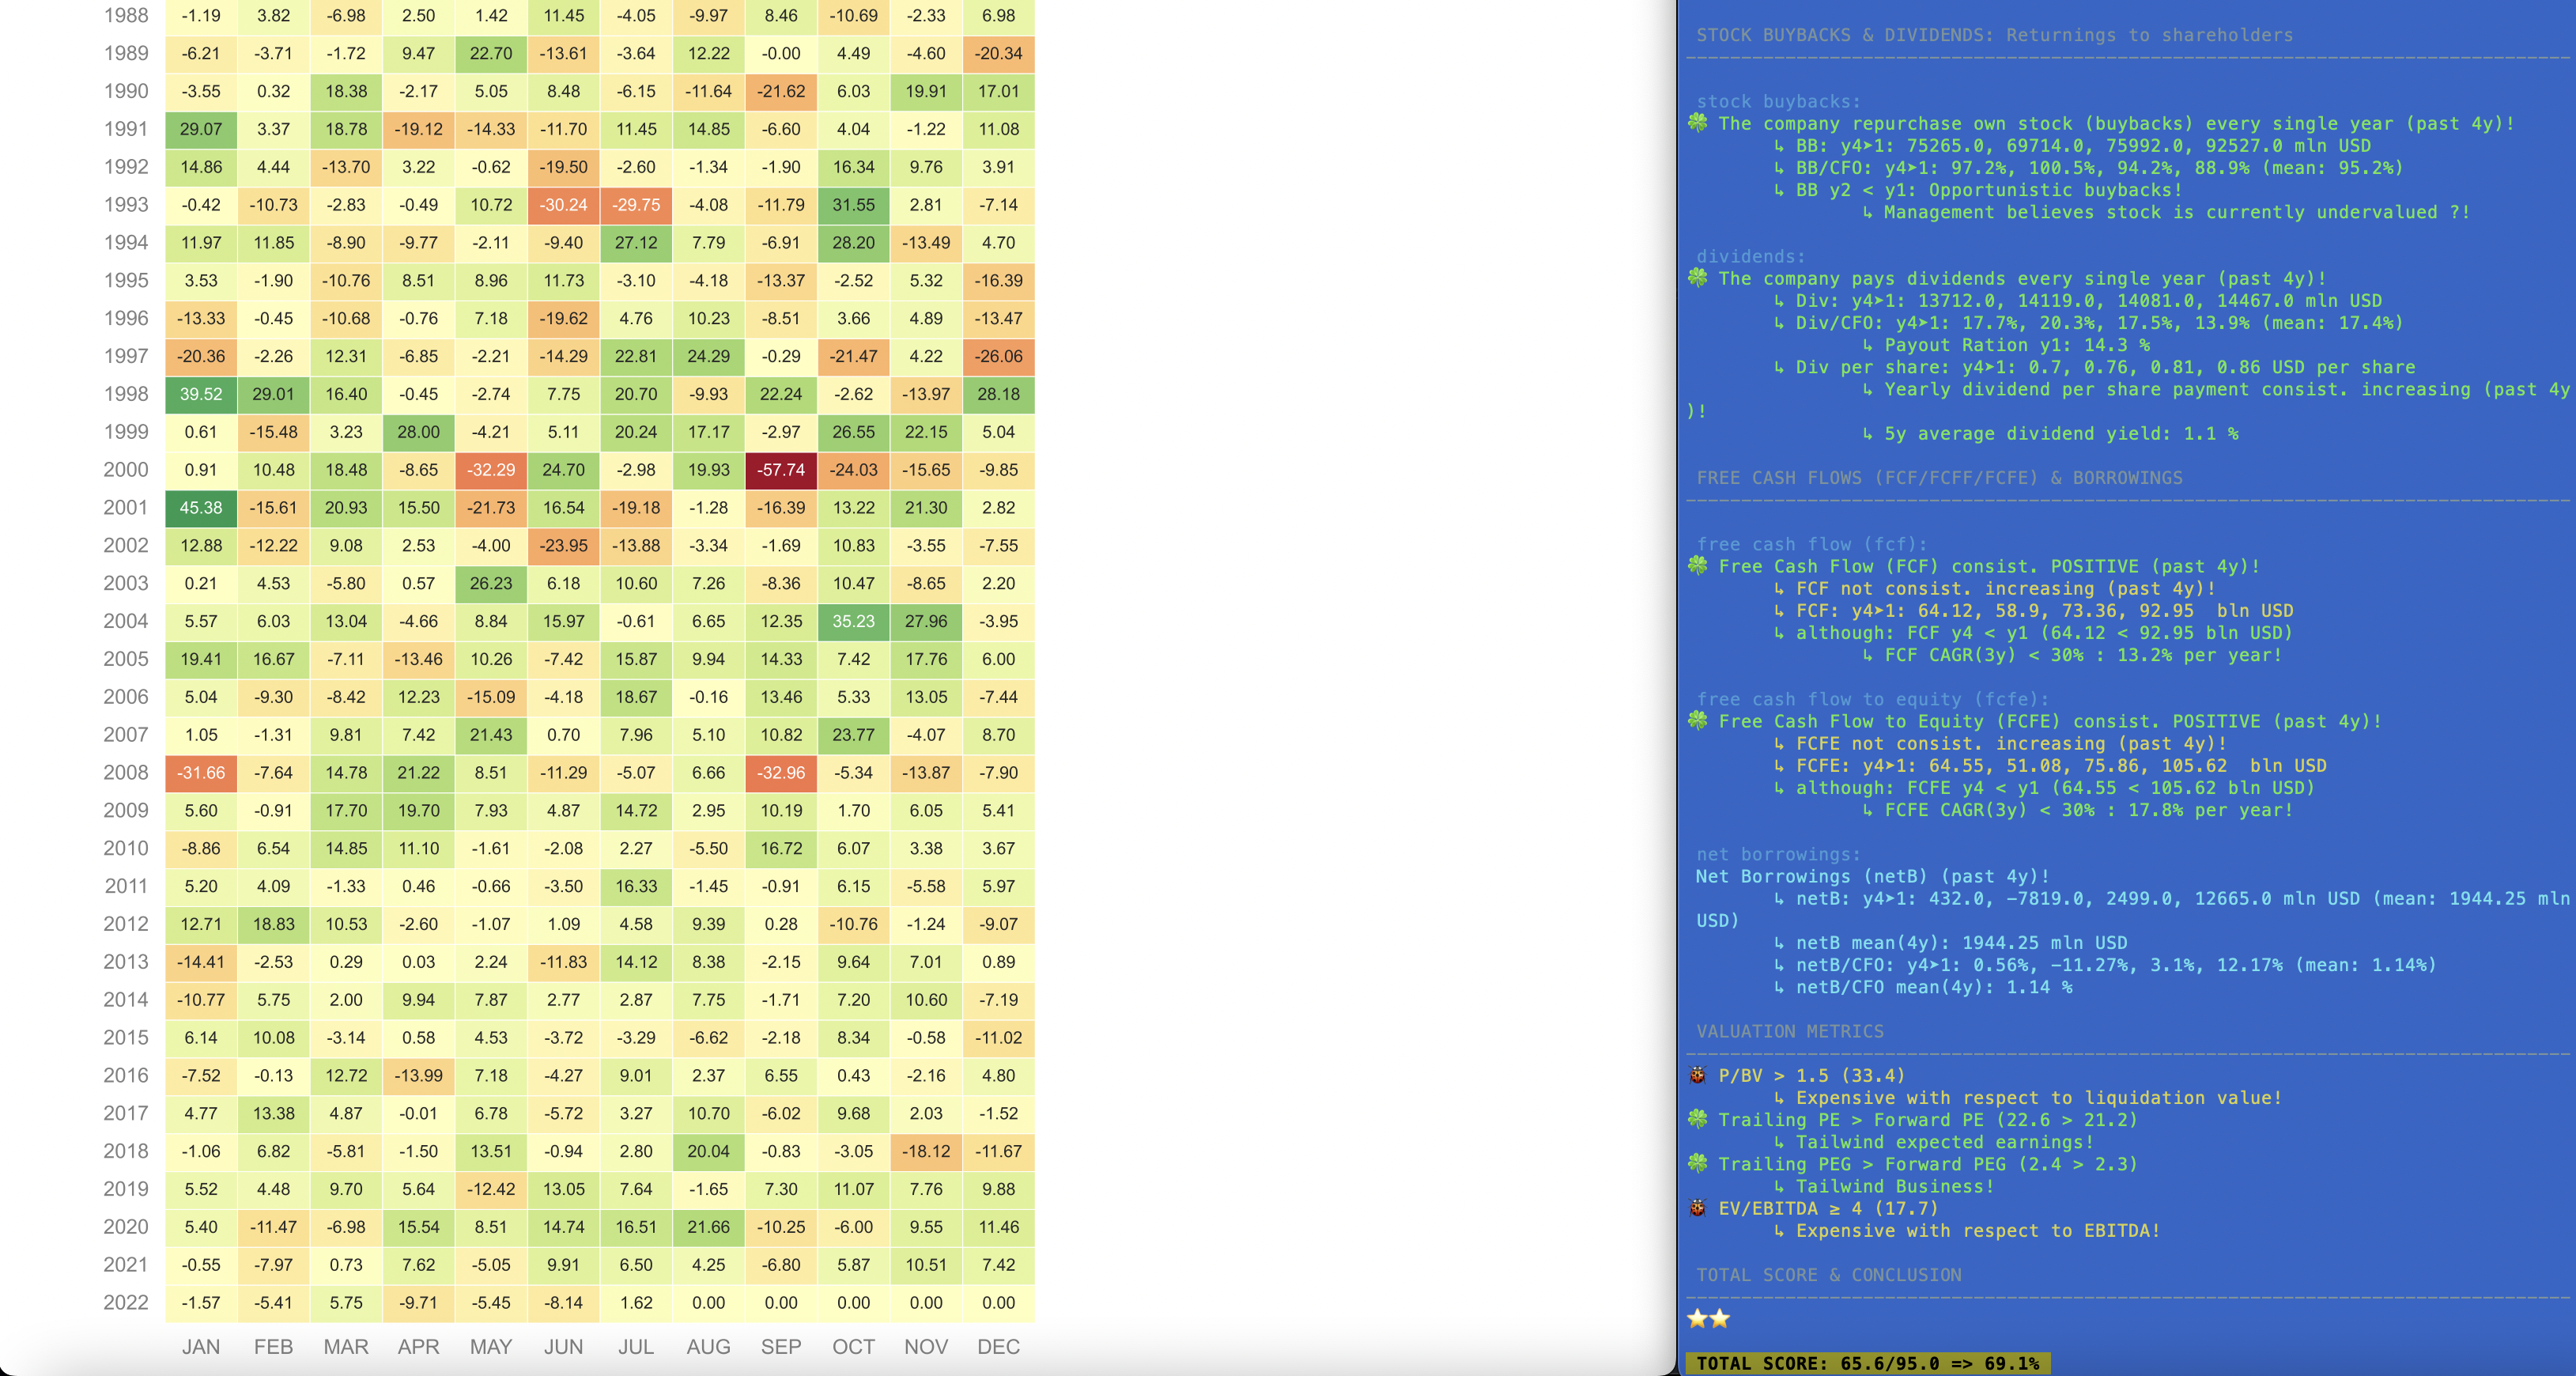 1988 -1.19 3.82 -6.98 2.50 1.42 11.45 -4.05 -9.97 8.46 -10.69 -2.33 6.98
1989 -6.21 -3.71 -1.72 9.47 22.70 -13.61 -3.64 12.22 -0.00 4.49 -4.60 -20.34
1990 -3.55 0.32 18.38 -2.17 5.05 8.48 -6.15 -11.64 -21.62 6.03 19.91 17.01
1991 29.07 3.37 18.78 -19.12 -14.33 -11.70 11.45 14.85 -6.60 4.04 -1.22 11.08
1992 14.86 4.44 -13.70 3.22 -0.62 -19.50 -2.60 -1.34 -1.90 16.34 9.76 3.91
1993 -0.42 -10.73 -2.83 -0.49 10.72 -30.24 -29.75 -4.08 -11.79 31.55 2.81 -7.14
1994 11.97 11.85 -8.90 -9.77 -2.11 -9.40 27.12 7.79 -6.91 28.20 -13.49 4.70
1995 3.53 -1.90 -10.76 8.51 8.96 11.73 -3.10 -4.18 -13.37 -2.52 5.32 -16.39
1996 -13.33 -0.45 -10.68 -0.76 7.18 -19.62 4.76 10.23 -8.51 3.66 4.89 -13.47
1997 -20.36 -2.26 12.31 -6.85 -2.21 -14.29 22.81 24.29 -0.29 -21.47 4.22 -26.06
1998 39.52 29.01 16.40 -0.45 -2.74 7.75 20.70 -9.93 22.24 -2.62 -13.97 28.18
1999 0.61 -15.48 3.23 28.00 -4.21 5.11 20.24 17.17 -2.97 26.55 22.15 5.04
2000 0.91 10.48 18.48 -8.65 -32.29 24.70 -2.98 19.93 -57.74 -24.03 -15.65 -9.85
2001 45.38 -15.61 20.93 15.50 -21.73 16.54 -19.18 -1.28 -16.39 13.22 21.30 2.82
2002 12.88 -12.22 9.08 2.53 -4.00 -23.95 -13.88 -3.34 -1.69 10.83 -3.55 -7.55
2003 0.21 4.53 -5.80 0.57 26.23 6.18 10.60 7.26 -8.36 10.47 -8.65 2.20
2004 5.57 6.03 13.04 -4.66 8.84 15.97 -0.61 6.65 12.35 35.23 27.96 -3.95
2005 19.41 16.67 -7.11 -13.46 10.26 -7.42 15.87 9.94 14.33 7.42 17.76 6.00
2006 5.04 -9.30 -8.42 12.23 -15.09 -4.18 18.67 -0.16 13.46 5.33 13.05 -7.44
2007 1.05 -1.31 9.81 7.42 21.43 0.70 7.96 5.10 10.82 23.77 -4.07 8.70
2008 -31.66 -7.64 14.78 21.22 8.51 -11.29 -5.07 6.66 -32.96 -5.34 -13.87 -7.90
2009 5.60 -0.91 17.70 19.70 7.93 4.87 14.72 2.95 10.19 1.70 6.05 5.41
2010 -8.86 6.54 14.85 11.10 -1.61 -2.08 2.27 -5.50 16.72 6.07 3.38 3.67
2011 5.20 4.09 -1.33 0.46 -0.66 -3.50 16.33 -1.45 -0.91 6.15 -5.58 5.97
2012 12.71 18.83 10.53 -2.60 -1.07 1.09 4.58 9.39 0.28 -10.76 -1.24 -9.07
2013 -14.41 -2.53 0.29 0.03 2.24 -11.83 14.12 8.38 -2.15 9.64 7.01 0.89
2014 -10.77 5.75 2.00 9.94 7.87 2.77 2.87 7.75 -1.71 7.20 10.60 -7.19
2015 6.14 10.08 -3.14 0.58 4.53 -3.72 -3.29 -6.62 -2.18 8.34 -0.58 -11.02
2016 -7.52 -0.13 12.72 -13.99 7.18 -4.27 9.01 2.37 6.55 0.43 -2.16 4.80
2017 4.77 13.38 4.87 -0.01 6.78 -5.72 3.27 10.70 -6.02 9.68 2.03 -1.52
2018 -1.06 6.82 -5.81 -1.50 13.51 -0.94 2.80 20.04 -0.83 -3.05 -18.12 -11.67
2019 5.52 4.48 9.70 5.64 -12.42 13.05 7.64 -1.65 7.30 11.07 7.76 9.88
2020 5.40 -11.47 -6.98 15.54 8.51 14.74 16.51 21.66 -10.25 -6.00 9.55 11.46
2021 -0.55 -7.97 0.73 7.62 -5.05 9.91 6.50 4.25 -6.80 5.87 10.51 7.42
2022 -1.57 -5.41 5.75 -9.71 -5.45 -8.14 1.62 0.00 0.00 0.00 0.00 0.00
JAN FEB MAR APR MAY JUN JUL AUG SEP OCT NOV DEC
STOCK BUYBACKS & DIVIDENDS: Returnings to shareholders
stock buybacks:
🍀 The company repurchase own stock (buybacks) every single year (past 4y)!
↳ BB: y4➤1: 75265.0, 69714.0, 75992.0, 92527.0 mln USD
↳ BB/CFO: y4➤1: 97.2%, 100.5%, 94.2%, 88.9% (mean: 95.2%)
↳ BB y2 < y1: Opportunistic buybacks!
↳ Management believes stock is currently undervalued ?!
dividends:
🍀 The company pays dividends every single year (past 4y)!
↳ Div: y4➤1: 13712.0, 14119.0, 14081.0, 14467.0 mln USD
↳ Div/CFO: y4➤1: 17.7%, 20.3%, 17.5%, 13.9% (mean: 17.4%)
↳ Payout Ration y1: 14.3 %
↳ Div per share: y4➤1: 0.7, 0.76, 0.81, 0.86 USD per share
↳ Yearly dividend per share payment consist. increasing (past 4y
)!
↳ 5y average dividend yield: 1.1 %
FREE CASH FLOWS (FCF/FCFF/FCFE) & BORROWINGS
free cash flow (fcf):
🍀 Free Cash Flow (FCF) consist. POSITIVE (past 4y)!
↳ FCF not consist. increasing (past 4y)!
↳ FCF: y4➤1: 64.12, 58.9, 73.36, 92.95 bln USD
↳ although: FCF y4 < y1 (64.12 < 92.95 bln USD)
↳ FCF CAGR(3y) < 30% : 13.2% per year!
free cash flow to equity (fcfe):
🍀 Free Cash Flow to Equity (FCFE) consist. POSITIVE (past 4y)!
↳ FCFE not consist. increasing (past 4y)!
↳ FCFE: y4➤1: 64.55, 51.08, 75.86, 105.62 bln USD
↳ although: FCFE y4 < y1 (64.55 < 105.62 bln USD)
↳ FCFE CAGR(3y) < 30% : 17.8% per year!
net borrowings:
Net Borrowings (netB) (past 4y)!
↳ netB: y4➤1: 432.0, -7819.0, 2499.0, 12665.0 mln USD (mean: 1944.25 mln
USD)
↳ netB mean(4y): 1944.25 mln USD
↳ netB/CFO: y4➤1: 0.56%, -11.27%, 3.1%, 12.17% (mean: 1.14%)
↳ netB/CFO mean(4y): 1.14 %
VALUATION METRICS
🐞 P/BV > 1.5 (33.4)
↳ Expensive with respect to liquidation value!
🍀 Trailing PE > Forward PE (22.6 > 21.2)
↳ Tailwind expected earnings!
🍀 Trailing PEG > Forward PEG (2.4 > 2.3)
↳ Tailwind Business!
🐞 EV/EBITDA ≥ 4 (17.7)
↳ Expensive with respect to EBITDA!
TOTAL SCORE & CONCLUSION
⭐⭐
TOTAL SCORE: 65.6/95.0 => 69.1%